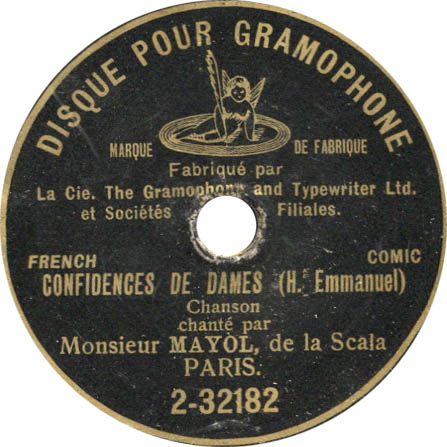 DISQUE POUR GRAMOPHONE
MARQUE DE FABRIQUE
Fabriqué par
La Cie. The Gramophone and Typewriter Ltd.
et Sociétés Filiales.
FRENCH COMIC
CONFIDENCES DE DAMES (H. Emmanuel)
Chanson
chanté par
Monsieur MAYOL, de la Scala
PARIS.
2-32182